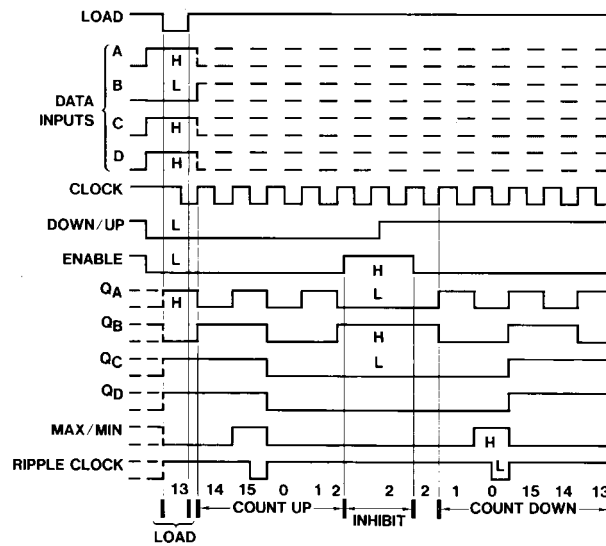 LOAD
A H
B L
DATA
INPUTS
C H
D H
CLOCK
DOWN/UP L
ENABLE L H
QA H L
QB H
QC L
QD
MAX/MIN H
RIPPLE CLOCK L
13 14 15 0 1 2 2 2 1 0 15 14 13
COUNT UP INHIBIT COUNT DOWN
LOAD